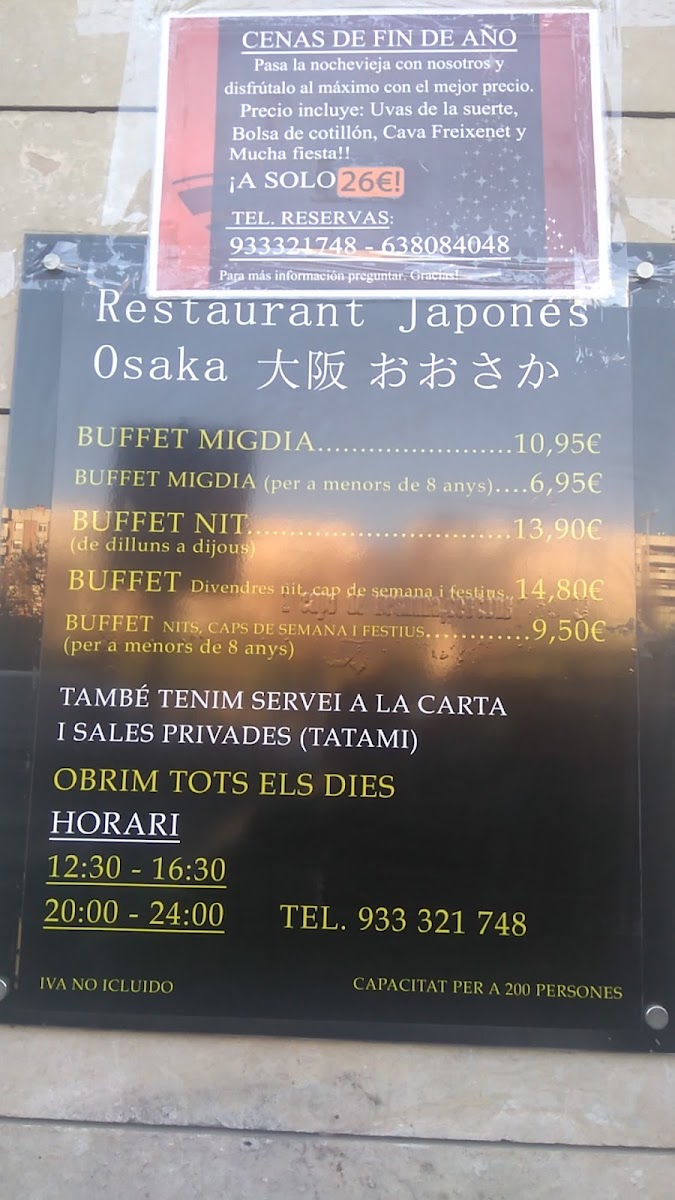 CENAS DE FIN DE AÑO
Pasa la nochevieja con nosotros y
disfrútalo al máximo con el mejor precio.
Precio incluye: Uvas de la suerte,
Bolsa de cotillón, Cava Freixenet y
Mucha fiesta!!
¡A SOLO 26€!
TEL. RESERVAS:
933321748 - 638084048
Para más información preguntar. Gracias!
Restaurant Japonés
Osaka 大阪 おおさか
BUFFET MIGDIA.......................10,95€
BUFFET MIGDIA (per a menors de 8 anys)....6,95€
BUFFET NIT...............................13,90€
(de dilluns a dijous)
BUFFET Divendres nit, cap de semana i festius. 14,80€
BUFFET NITS, CAPS DE SEMANA I FESTIUS............9,50€
(per a menors de 8 anys)
TAMBÉ TENIM SERVEI A LA CARTA
I SALES PRIVADES (TATAMI)
OBRIM TOTS ELS DIES
HORARI
12:30 - 16:30
20:00 - 24:00 TEL. 933 321 748
IVA NO ICLUIDO CAPACITAT PER A 200 PERSONES